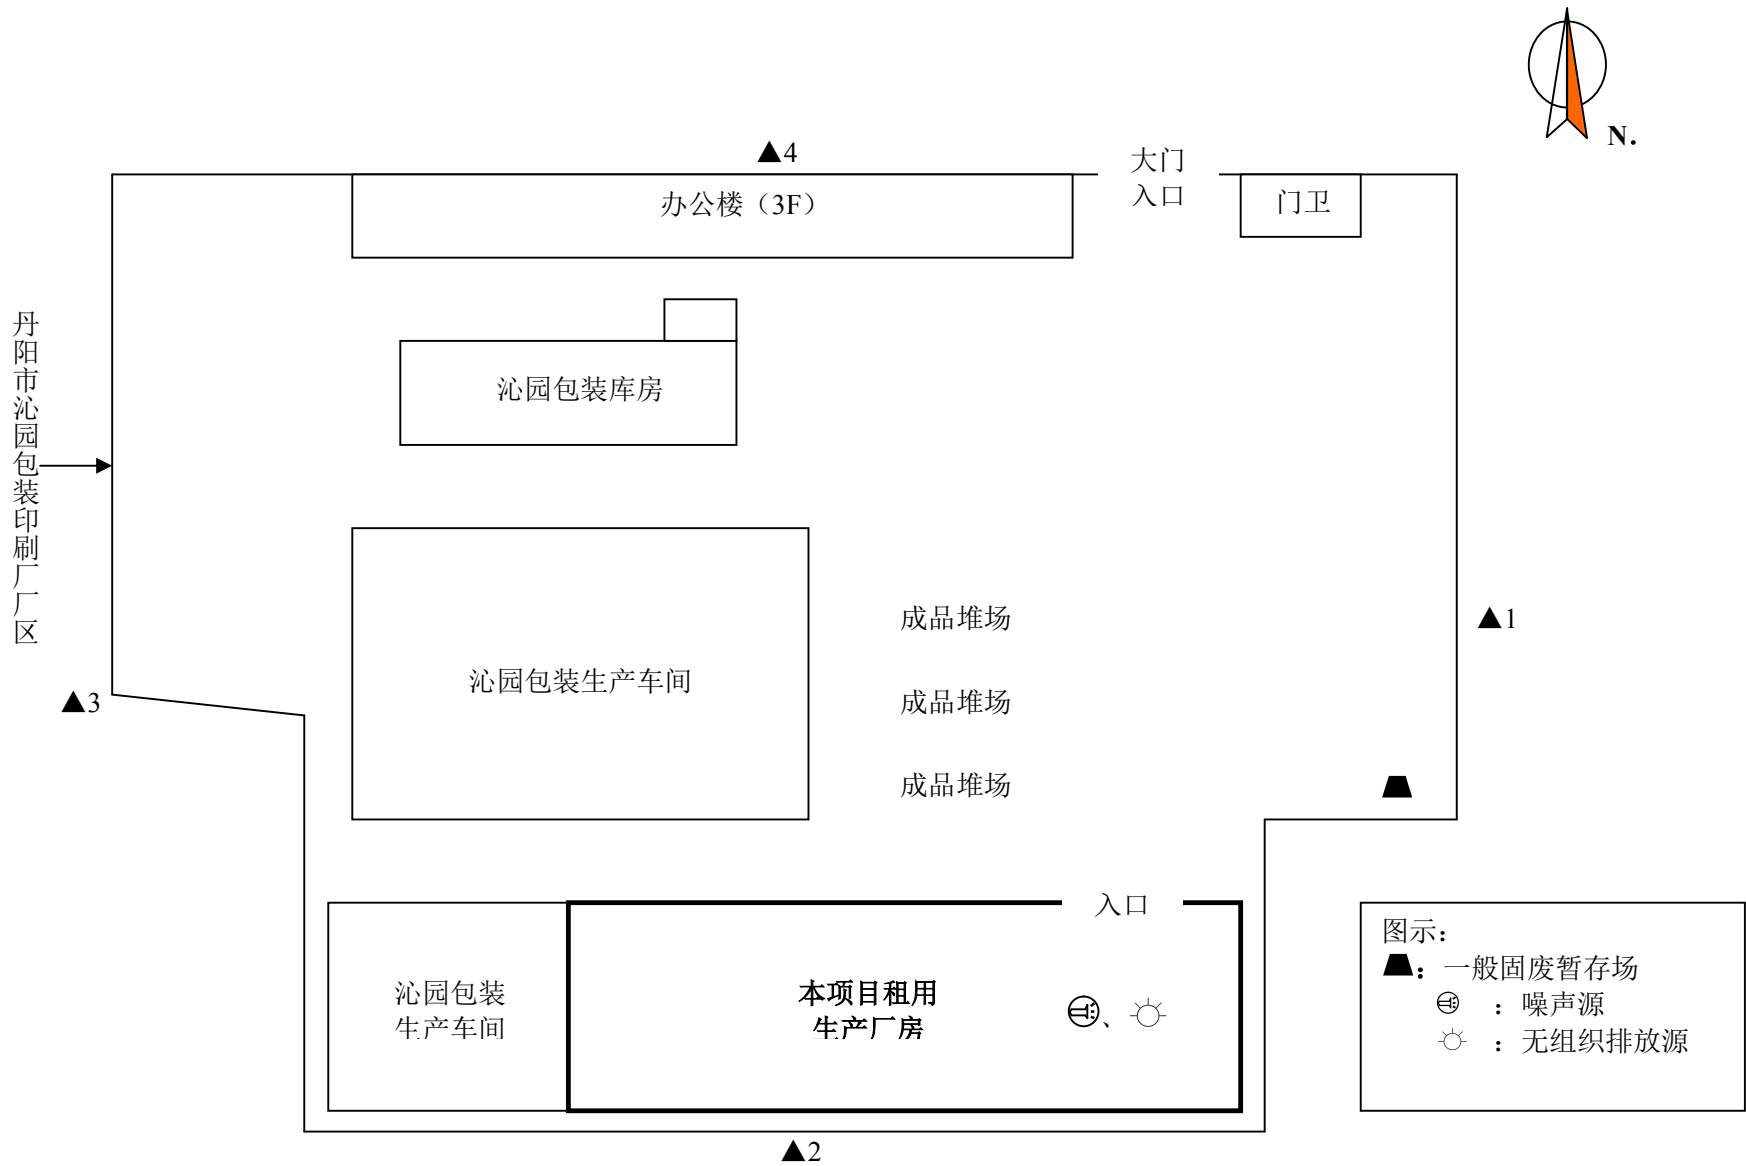 N.
▲4
大门
入口
办公楼（3F）
门卫
丹阳市沁园包装印刷厂厂区
沁园包装库房
成品堆场
▲1
沁园包装生产车间
成品堆场
▲3
成品堆场
入口
图示：
：一般固废暂存场
：噪声源
：无组织排放源
沁园包装
生产车间
本项目租用
生产厂房
、
▲2